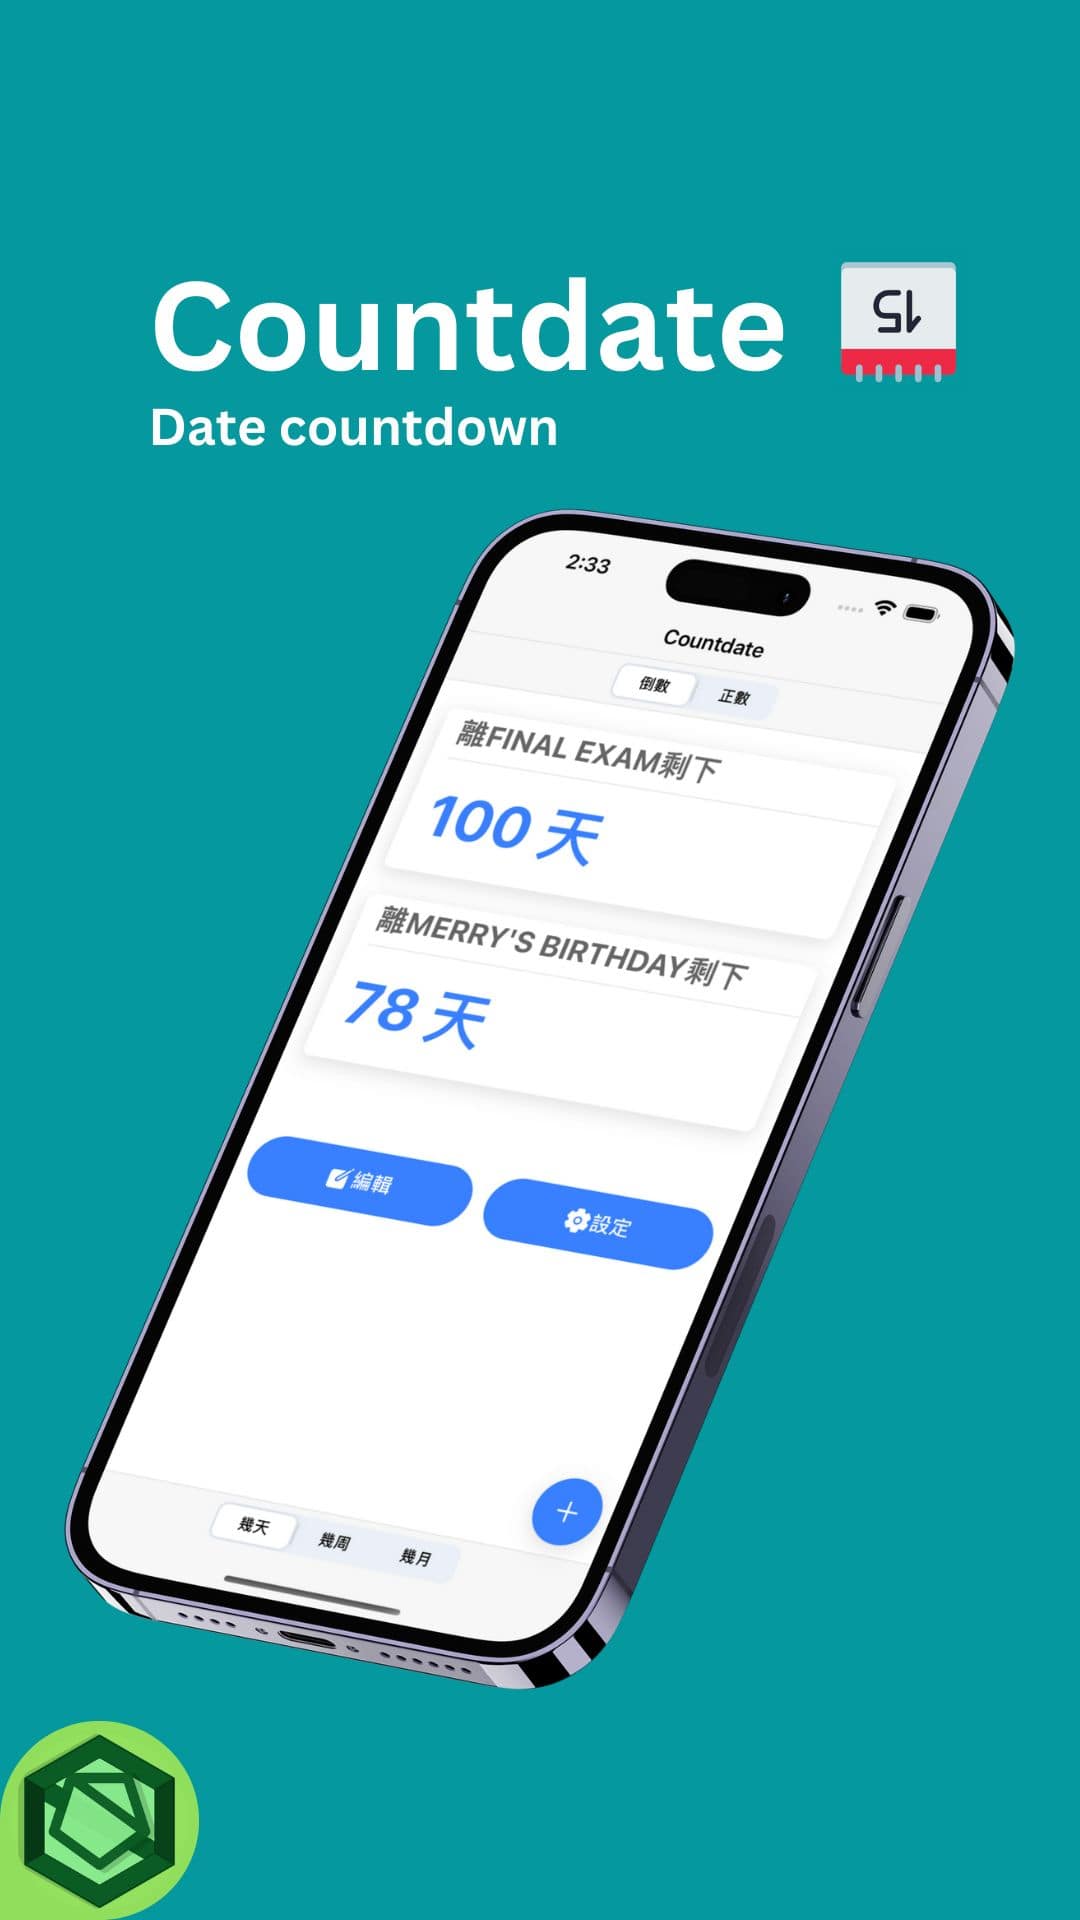 Countdate
15
Date countdown
2:33
Countdate
倒數 正數
離FINAL EXAM剩下
100 天
離MERRY'S BIRTHDAY剩下
78 天
編輯 設定
+
幾天 幾周 幾月